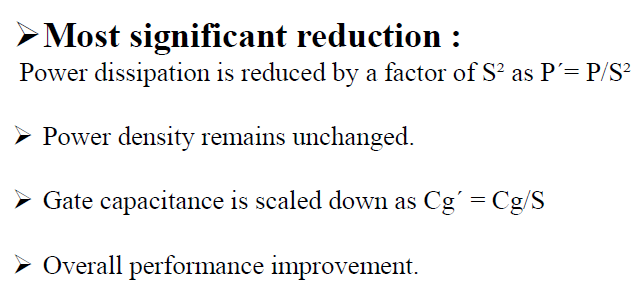 ➢Most significant reduction :
Power dissipation is reduced by a factor of S² as P´= P/S²
➢ Power density remains unchanged.
➢ Gate capacitance is scaled down as Cg´ = Cg/S
➢ Overall performance improvement.